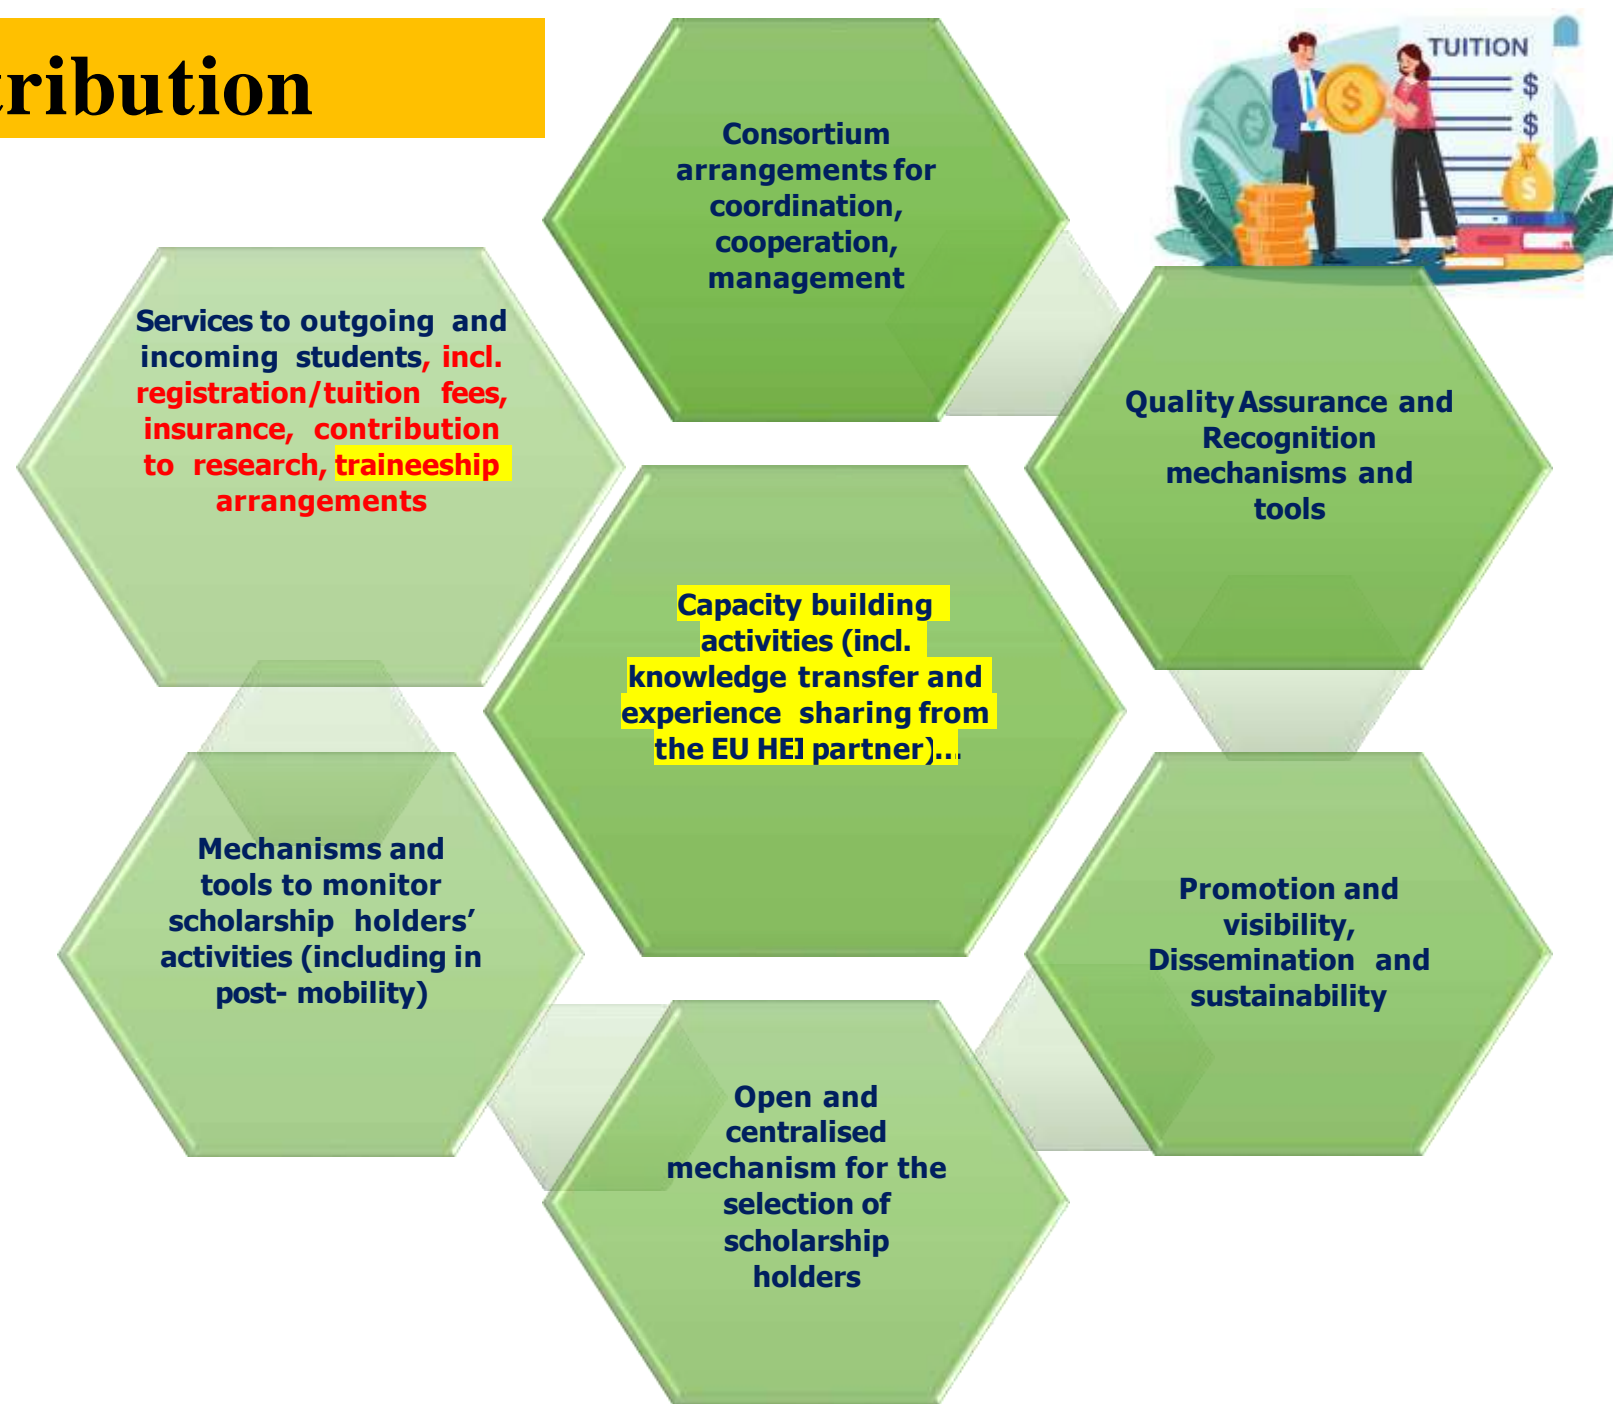 tribution
TUITION
$
$
$
$
Consortium
arrangements for
coordination,
cooperation,
management
Services to outgoing and
incoming students, incl.
registration/tuition fees,
insurance, contribution
to research, traineeship
arrangements
Quality Assurance and
Recognition
mechanisms and
tools
Capacity building
activities (incl.
knowledge transfer and
experience sharing from
the EU HEI partner)...
Mechanisms and
tools to monitor
scholarship holders’
activities (including in
post- mobility)
Promotion and
visibility,
Dissemination and
sustainability
Open and
centralised
mechanism for the
selection of
scholarship
holders